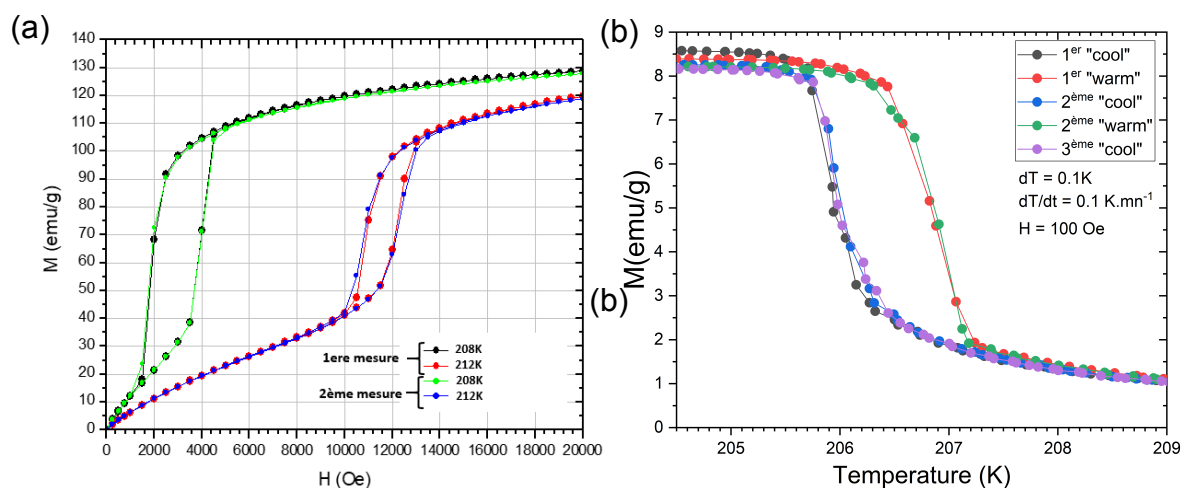 (a)
140
130
120
110
100
90
80
70
60
50
40
30
20
10
0
M (emu/g)
0 2000 4000 6000 8000 10000 12000 14000 16000 18000 20000
H (Oe)
1ere mesure
208K
212K
2ème mesure
208K
212K
(b)
9
8
7
6
5
4
3
2
1
0
M(emu/g)
(b)
205 206 207 208 209
Temperature (K)
1er "cool"
1er "warm"
2ème "cool"
2ème "warm"
3ème "cool"
dT = 0.1K
dT/dt = 0.1 K.mn-1
H = 100 Oe